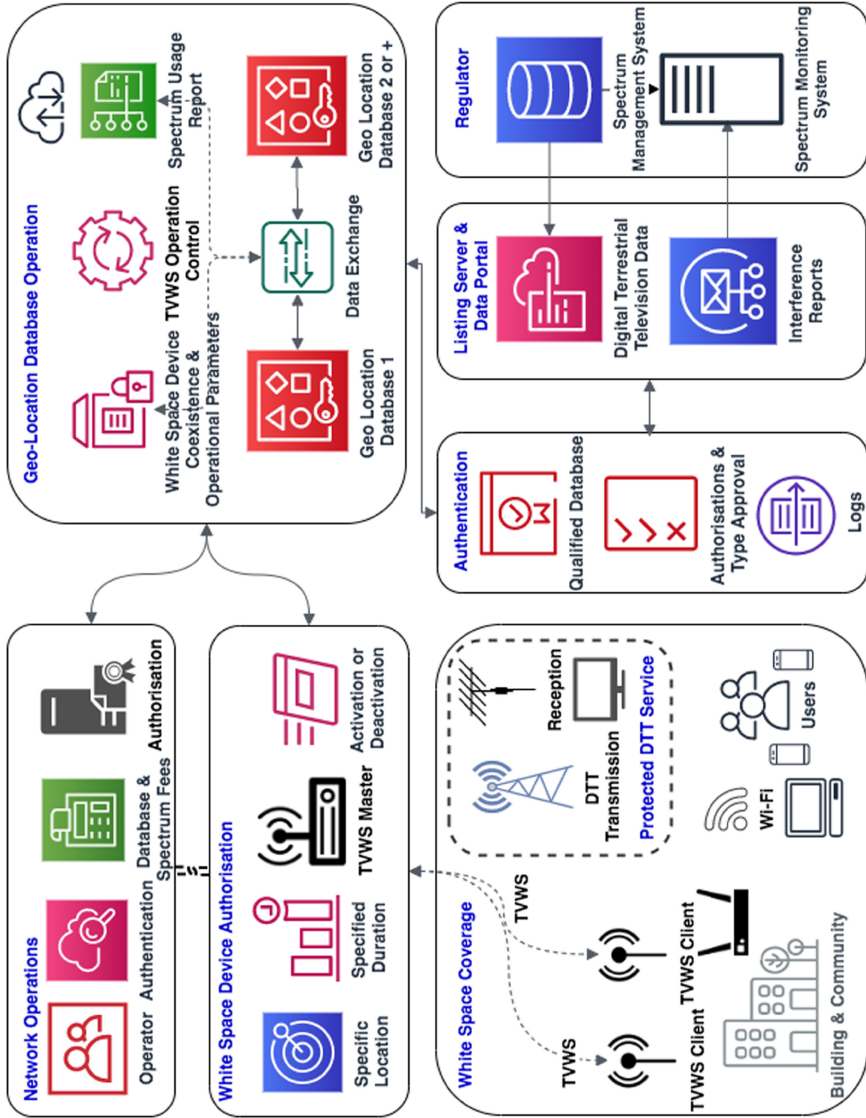 Network Operations
Operator
Authentication
Database &
Spectrum Fees
Authorisation
White Space Device Authorisation
Specific
Location
Specified
Duration
TVWS Master
Activation or
Deactivation
White Space Coverage
TVWS
TVWS
TVWS Client
TVWS Client
Building & Community
DTT
Transmission
Reception
Protected DTT Service
Wi-Fi
Users
Geo-Location Database Operation
White Space Device
Coexistence &
Operational Parameters
TVWS Operation
Control
Spectrum Usage
Report
Geo Location
Database 1
Data Exchange
Geo Location
Database 2 or +
Authentication
Qualified Database
Authorisations &
Type Approval
Logs
Listing Server &
Data Portal
Digital Terrestrial
Television Data
Interference
Reports
Regulator
Spectrum
Management System
Spectrum Monitoring
System